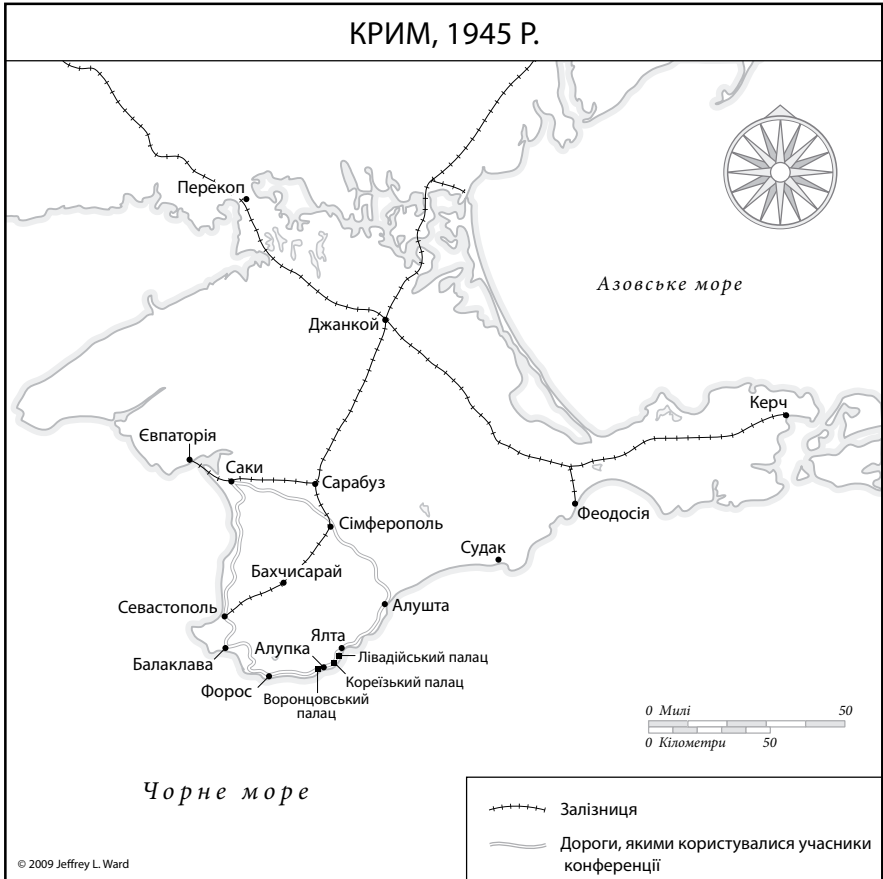 КРИМ, 1945 Р.
Перекоп
Азовське море
Джанкой
Керч
Євпаторія
Саки
Сарабуз
Феодосія
Сімферополь
Судак
Бахчисарай
Севастополь
Алушта
Ялта
Алупка
Лівадійський палац
Балаклава
Кореїзький палац
Форос
Воронцовський
палац
0 Милі 50
0 Кілометри 50
Чорне море
Залізниця
Дороги, якими користувалися учасники
конференції
© 2009 Jeffrey L. Ward